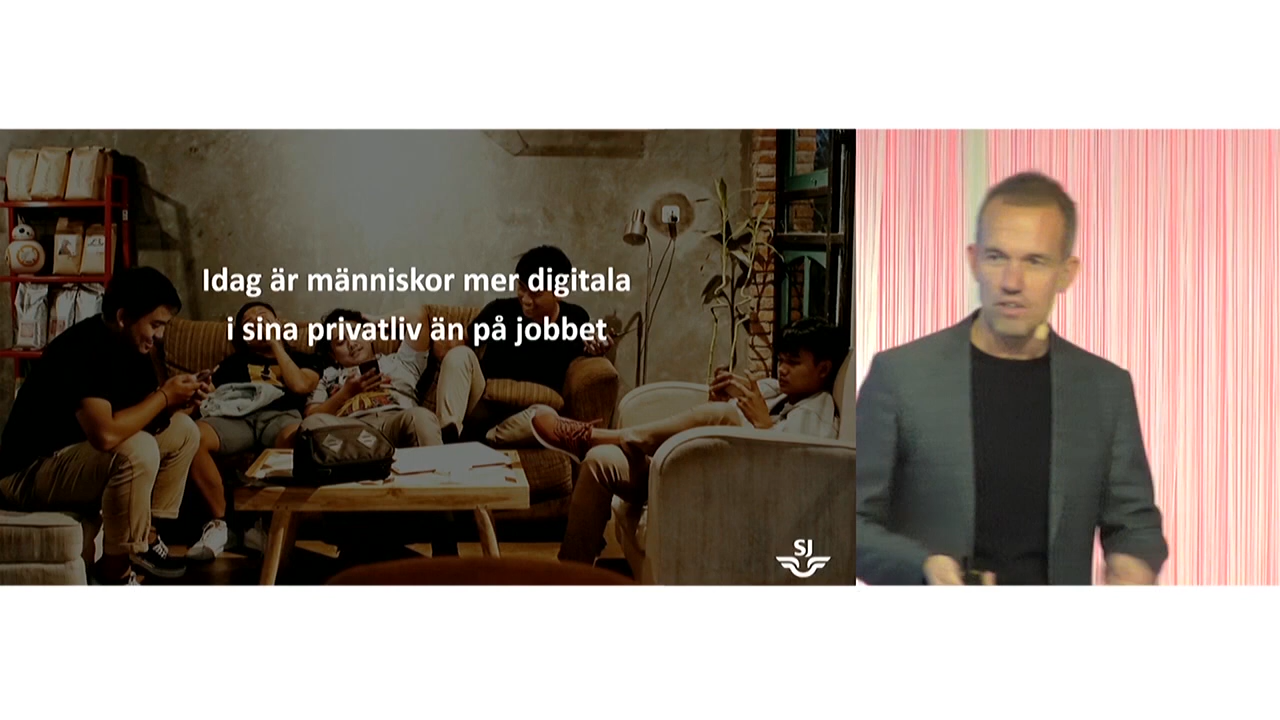 Idag är människor mer digitala
i sina privatliv än på jobbet
SJ